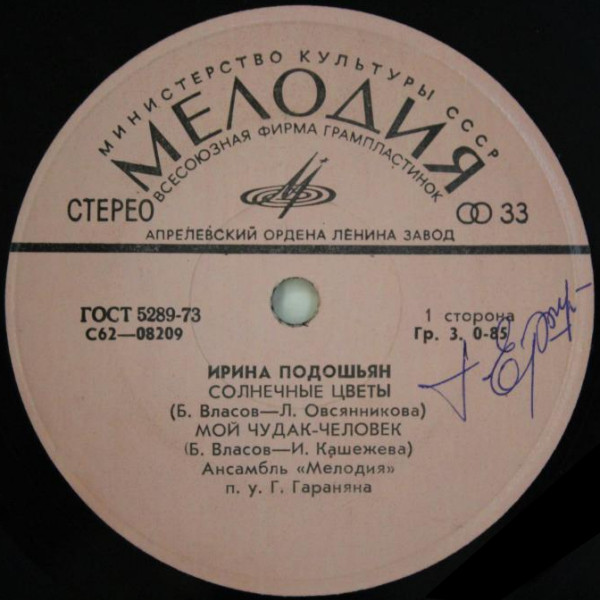 МИНИСТЕРСТВО КУЛЬТУРЫ СССР
МЕЛОДИЯ
ВСЕСОЮЗНАЯ ФИРМА ГРАМПЛАСТИНОК
СТЕРЕО
33
АПРЕЛЕВСКИЙ ОРДЕНА ЛЕНИНА ЗАВОД
ГОСТ 5289-73
1 сторона
С62—08209
Гр. 3. 0-85
ИРИНА ПОДОШЬЯН
СОЛНЕЧНЫЕ ЦВЕТЫ
(Б. Власов—Л. Овсянникова)
МОЙ ЧУДАК-ЧЕЛОВЕК
(Б. Власов—И. Кашежева)
Ансамбль «Мелодия»
п. у. Г. Гараняна